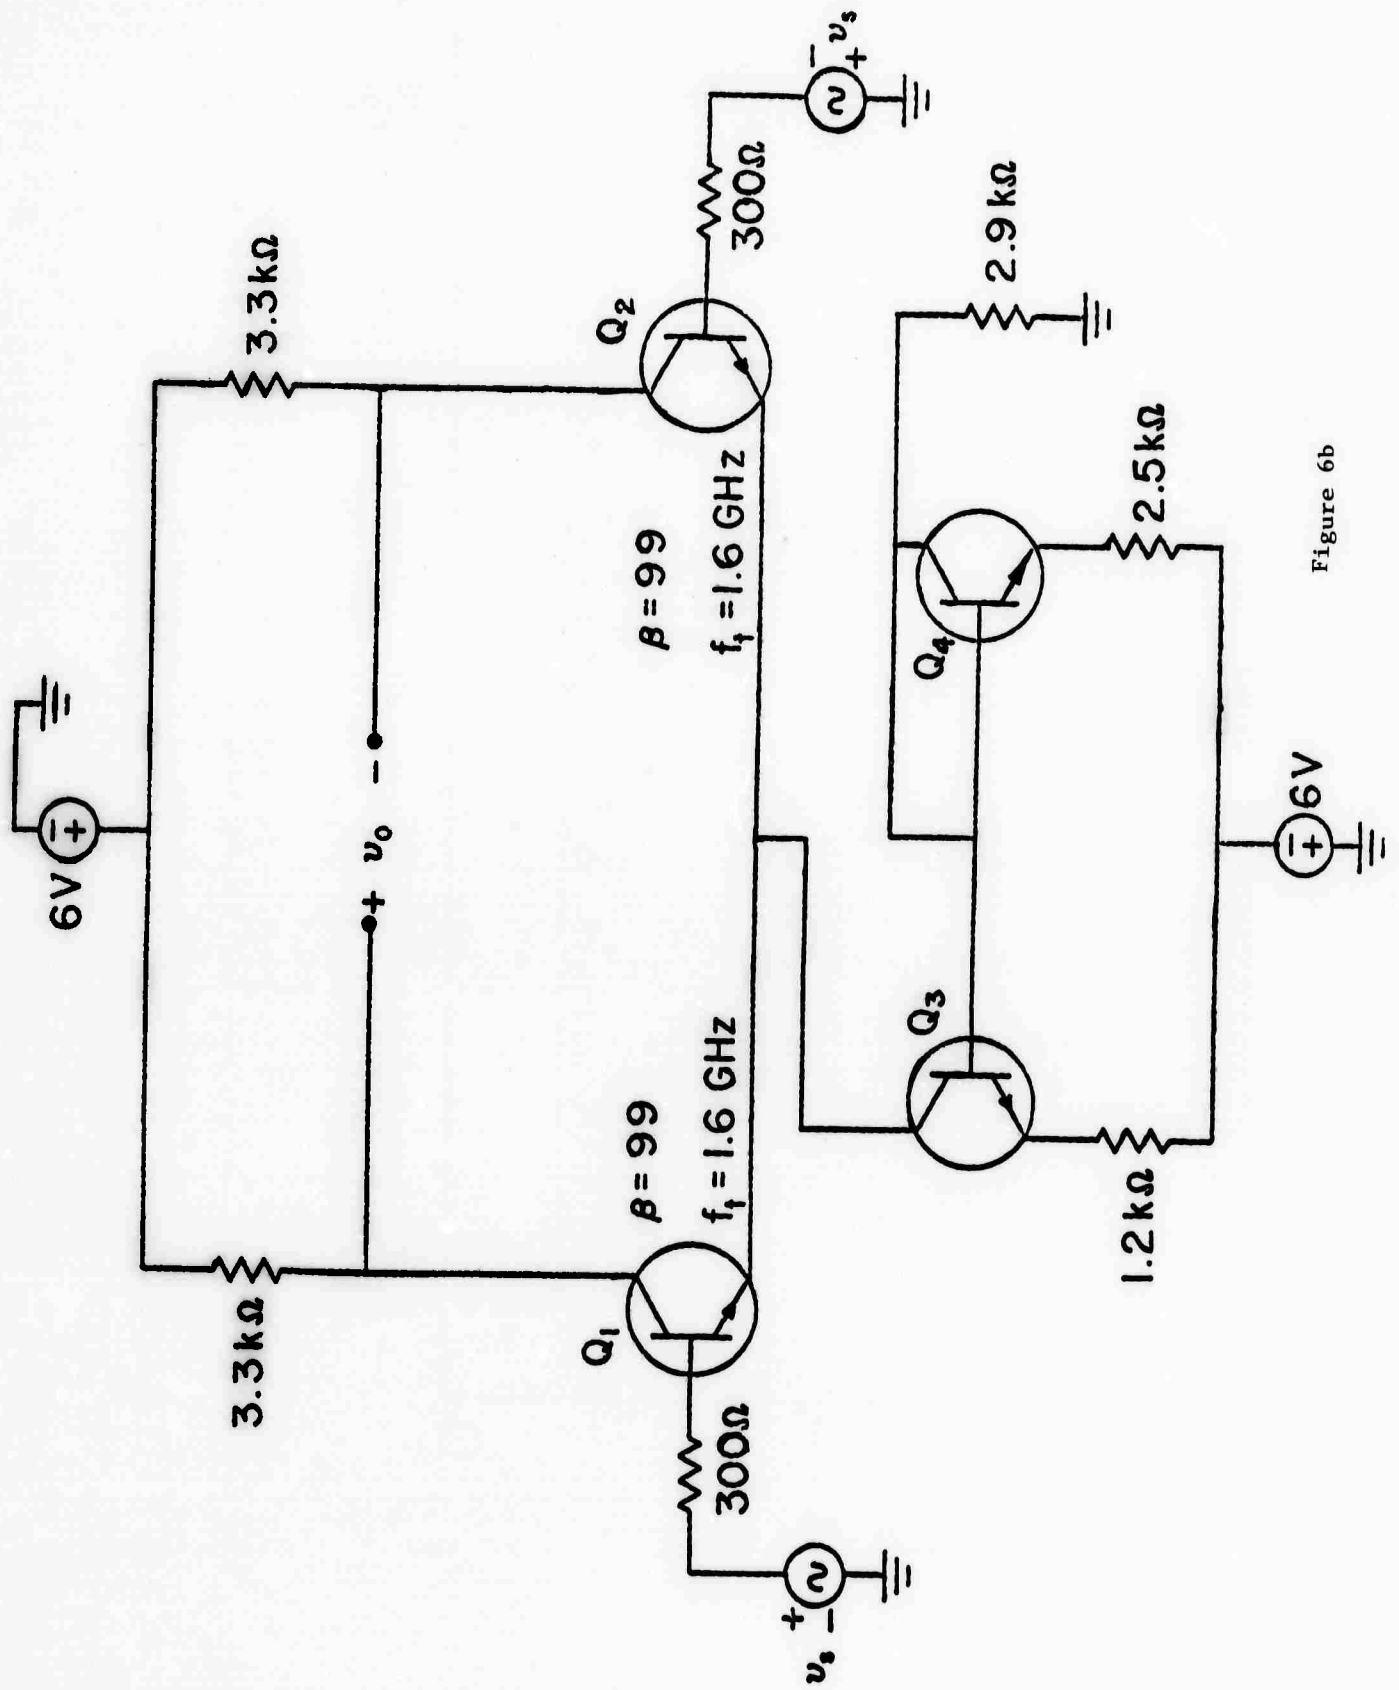 6V
− +
3.3kΩ
3.3kΩ
+ v₀ −
Q₁
Q₂
β = 99
f_t = 1.6 GHz
β = 99
f_t = 1.6 GHz
300Ω
300Ω
v_s + −
− + v_s
Q₃
Q₄
2.9kΩ
1.2kΩ
2.5kΩ
− +
6V
Figure 6b